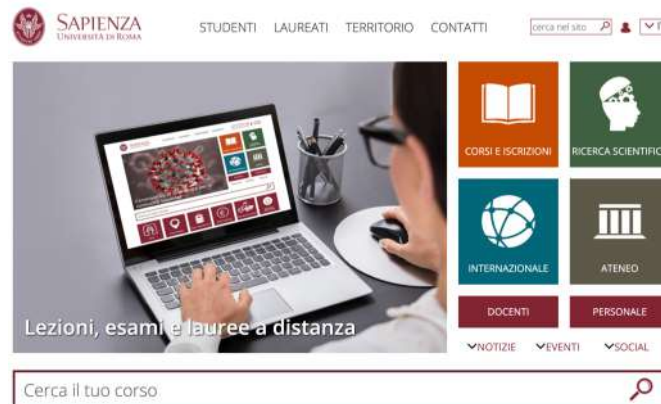 SAPIENZA
UNIVERSITÀ DI ROMA
STUDENTI LAUREATI TERRITORIO CONTATTI
cerca nel sito
CORSI E ISCRIZIONI
RICERCA SCIENTIFIC
INTERNAZIONALE
ATENEO
Lezioni, esami e lauree a distanza
DOCENTI
PERSONALE
NOTIZIE EVENTI SOCIAL
Cerca il tuo corso